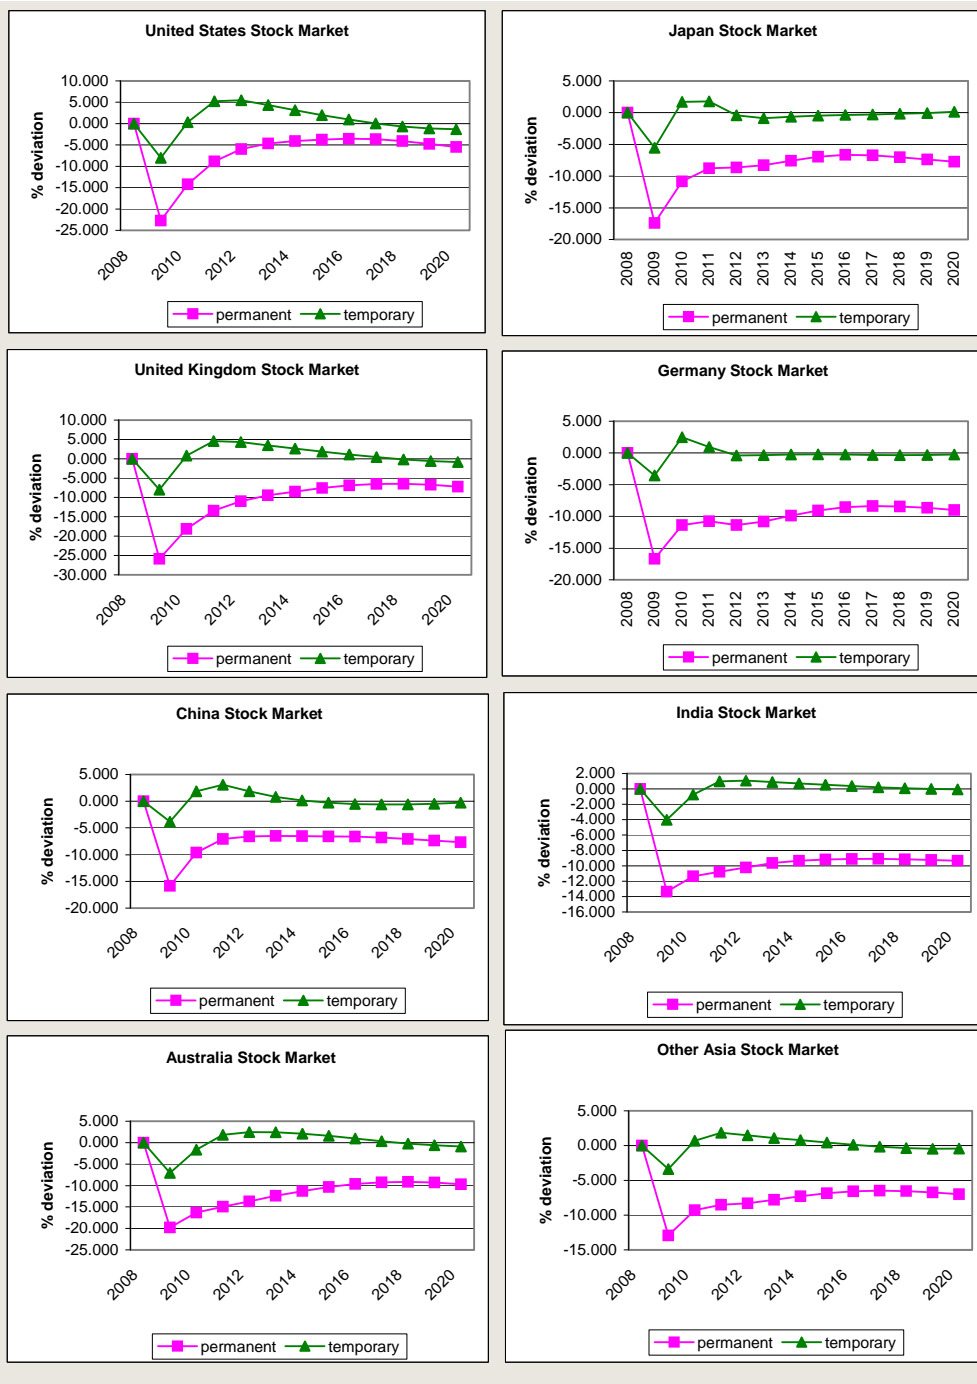 United States Stock Market
% deviation
10.000
5.000
0.000
-5.000
-10.000
-15.000
-20.000
-25.000
2008 2010 2012 2014 2016 2018 2020
permanent temporary
Japan Stock Market
% deviation
5.000
0.000
-5.000
-10.000
-15.000
-20.000
2008 2009 2010 2011 2012 2013 2014 2015 2016 2017 2018 2019 2020
permanent temporary
United Kingdom Stock Market
% deviation
10.000
5.000
0.000
-5.000
-10.000
-15.000
-20.000
-25.000
-30.000
2008 2010 2012 2014 2016 2018 2020
permanent temporary
Germany Stock Market
% deviation
5.000
0.000
-5.000
-10.000
-15.000
-20.000
2008 2009 2010 2011 2012 2013 2014 2015 2016 2017 2018 2019 2020
permanent temporary
China Stock Market
% deviation
5.000
0.000
-5.000
-10.000
-15.000
-20.000
2008 2010 2012 2014 2016 2018 2020
permanent temporary
India Stock Market
% deviation
2.000
0.000
-2.000
-4.000
-6.000
-8.000
-10.000
-12.000
-14.000
-16.000
2008 2010 2012 2014 2016 2018 2020
permanent temporary
Australia Stock Market
% deviation
5.000
0.000
-5.000
-10.000
-15.000
-20.000
-25.000
2008 2010 2012 2014 2016 2018 2020
permanent temporary
Other Asia Stock Market
% deviation
5.000
0.000
-5.000
-10.000
-15.000
2008 2010 2012 2014 2016 2018 2020
permanent temporary